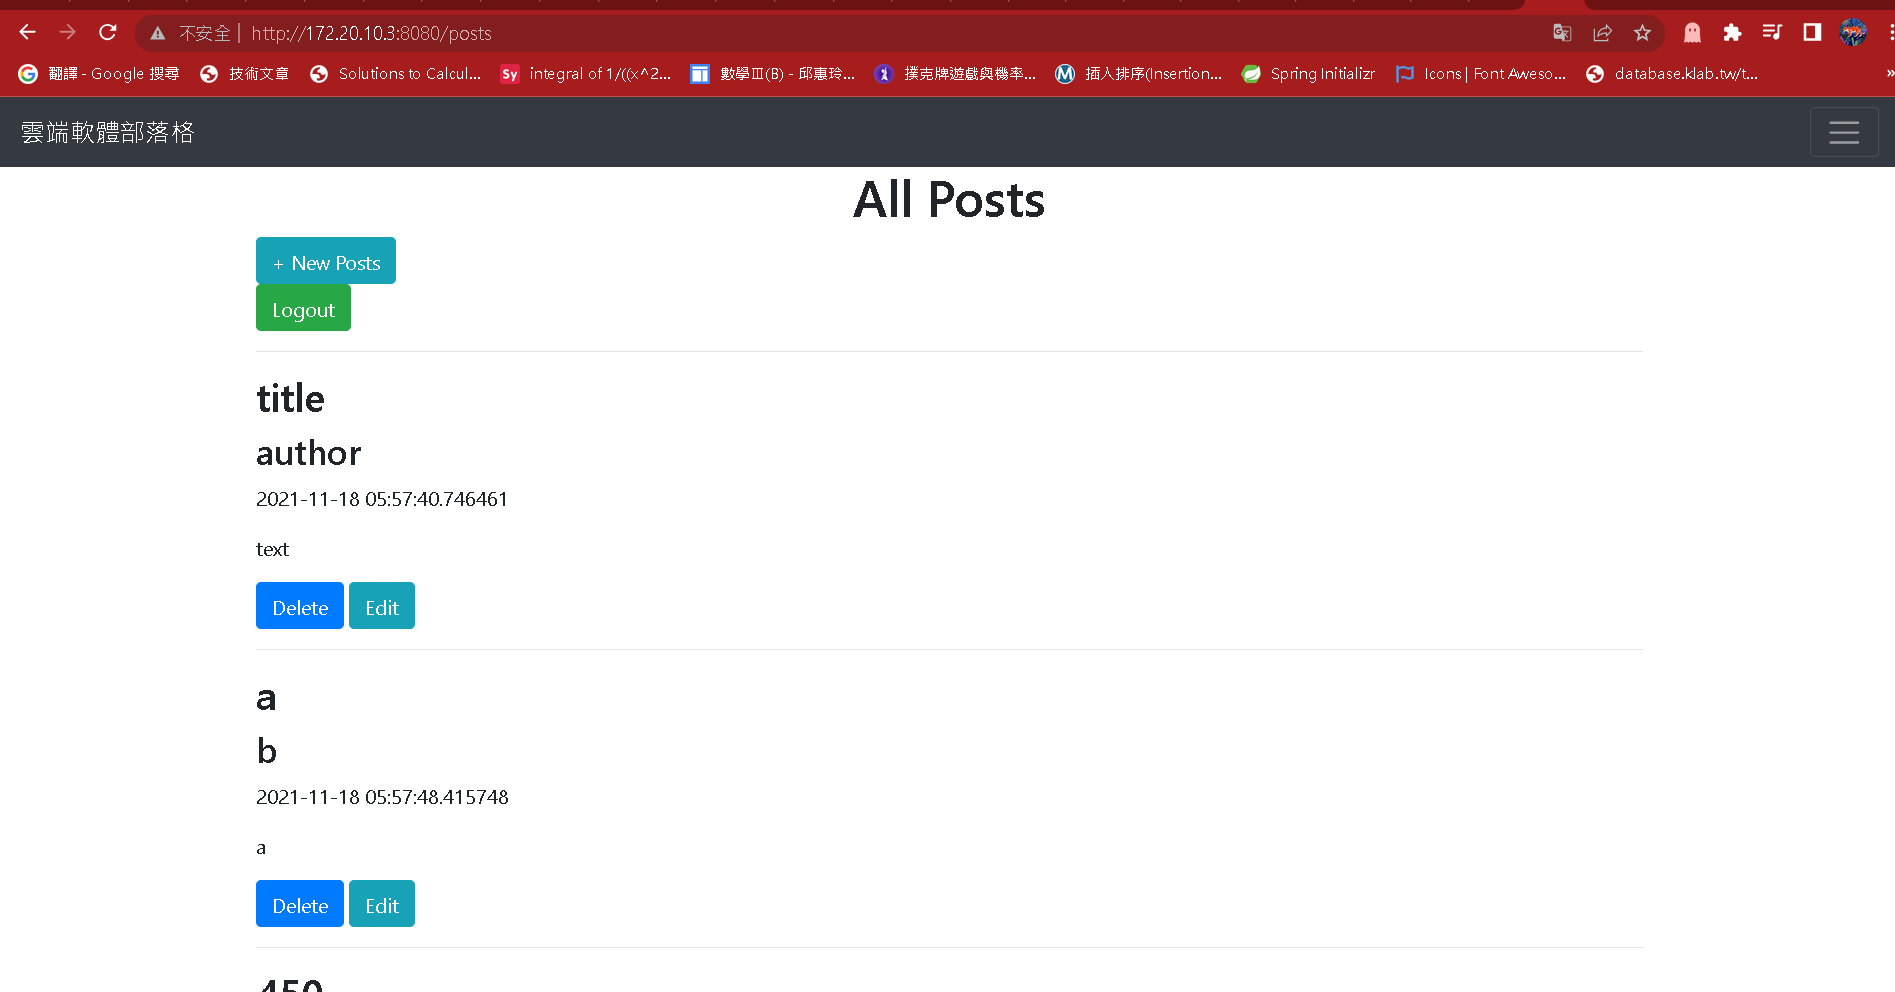 不安全 | http://172.20.10.3:8080/posts
翻譯 - Google 搜尋 技術文章 Solutions to Calcul... Sy integral of 1/((x^2... 數學Ⅲ(B) - 邱惠玲... 撲克牌遊戲與機率... M 插入排序(Insertion... Spring Initializr Icons | Font Aweso... database.klab.tw/t... »
雲端軟體部落格
All Posts
+ New Posts
Logout
title
author
2021-11-18 05:57:40.746461
text
Delete Edit
a
b
2021-11-18 05:57:48.415748
a
Delete Edit
450